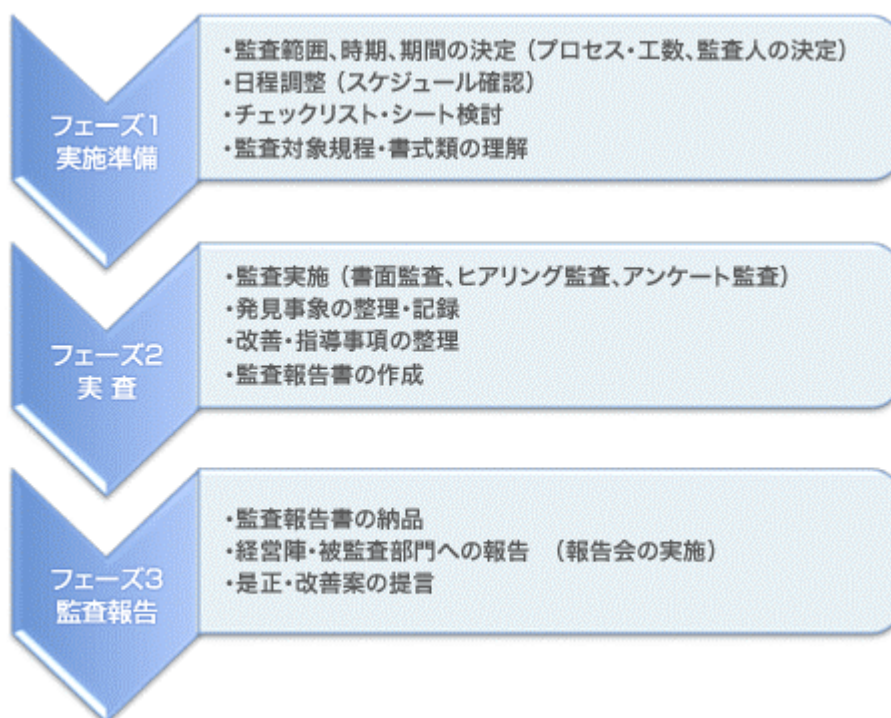 フェーズ1
実施準備
・監査範囲、時期、期間の決定（プロセス・工数、監査人の決定）
・日程調整（スケジュール確認）
・チェックリスト・シート検討
・監査対象規程・書式類の理解
フェーズ2
実 査
・監査実施（書面監査、ヒアリング監査、アンケート監査）
・発見事象の整理・記録
・改善・指導事項の整理
・監査報告書の作成
フェーズ3
監査報告
・監査報告書の納品
・経営陣・被監査部門への報告　（報告会の実施）
・是正・改善案の提言